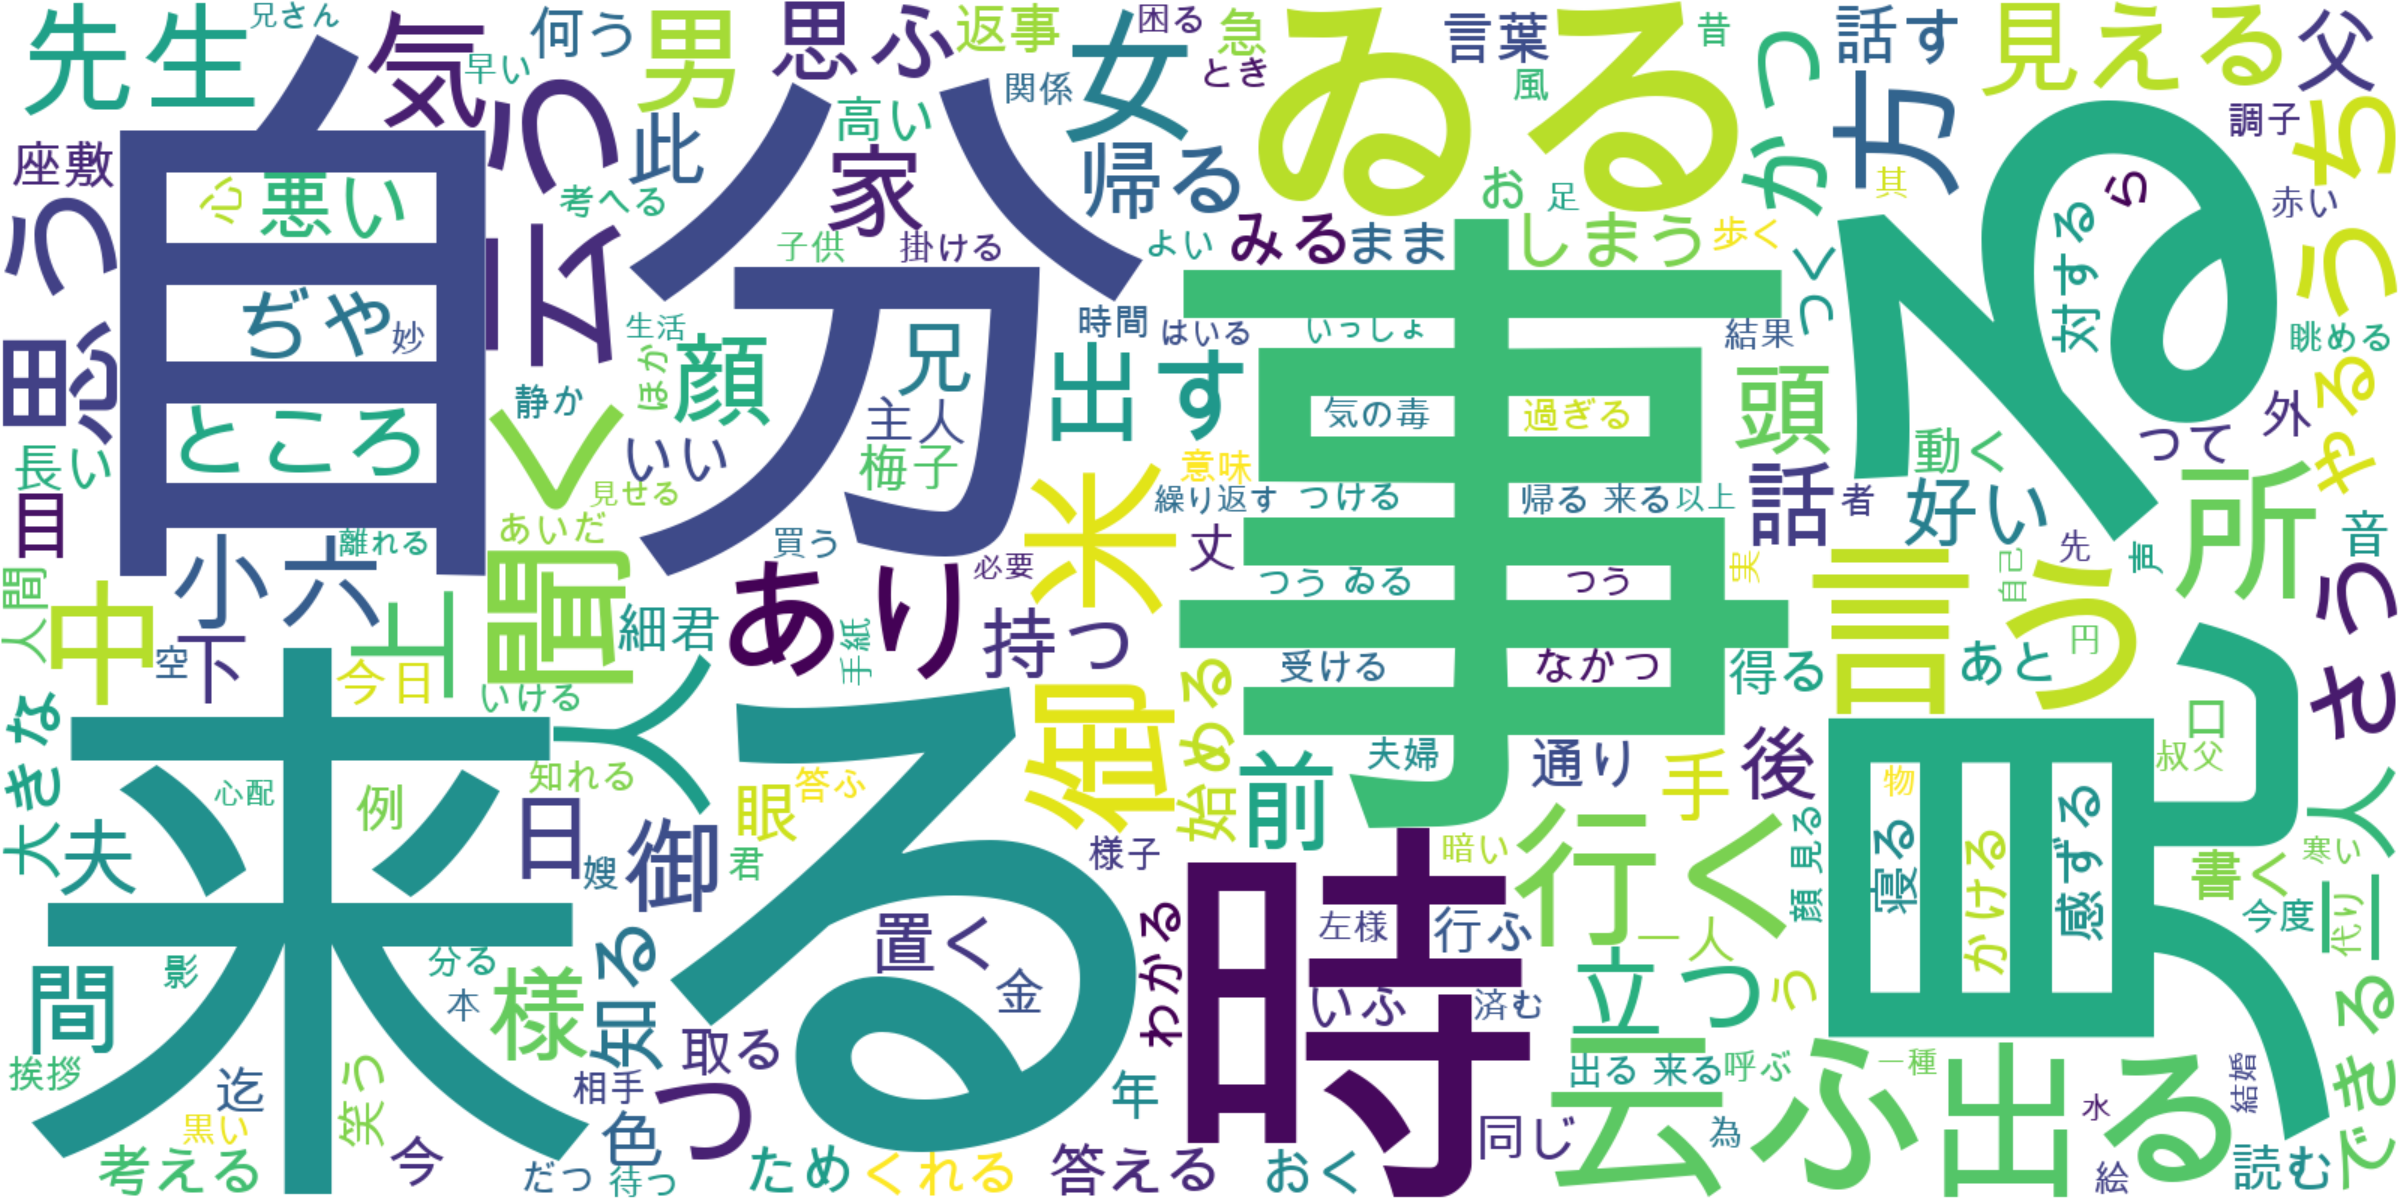 先生
兄さん
気
早い
何う
男
思ふ
返事
女
困る
急
とき
関係
ゐる
言葉
風
昔
かつ
話す
方
見える
父
うち
調子
座敷
自分
云う
此
高い
家
帰る
考へる
お
足
其
ら
赤い
心
悪い
思う
子供
掛ける
よい
みる
まま
しまう
歩く
つく
対する
ぢや
妙
生活
兄
時間
はいる
いっしょ
事
結果
見る
眺める
ところ
静か
ほか
顔
主人
出す
気の毒
過ぎる
頭
外
やる
長い
聞く
いい
梅子
意味
動く
つて
目
見せる
繰り返す
つける
帰る 来る
以上
話
者
好い
所
音
離れる
あいだ
買う
来
丈
小六
必要
つう ゐる
つう
実
言う
自己
先
声
さう
人間
中
空
下
上
細君
あり
手紙
持つ
受ける
なかつ
得る
あと
円
今日
いける
大きな
来る
人
御
始める
夫婦
通り
手
後
口
叔父
心配
例
知れる
眼
答ふ
前
物
夫
日
嫂
御
君
様子
時
暗い
行く
顔 見る
寝る
かける
感ずる
書く
寒い
二人
今度
代り
影
分る
知る
置く
わかる
左様
行ふ
一人
間
本
様
金
いふ
済む
立つ
つ
できる
挨拶
迄
笑う
取る
相手
つ
年
出る 来る
呼ぶ
一種
結婚
黒い
色
同じ
云ふ
為
出る
水
考える
今
だつ
待つ
ため
くれる
答える
おく
絵
読む